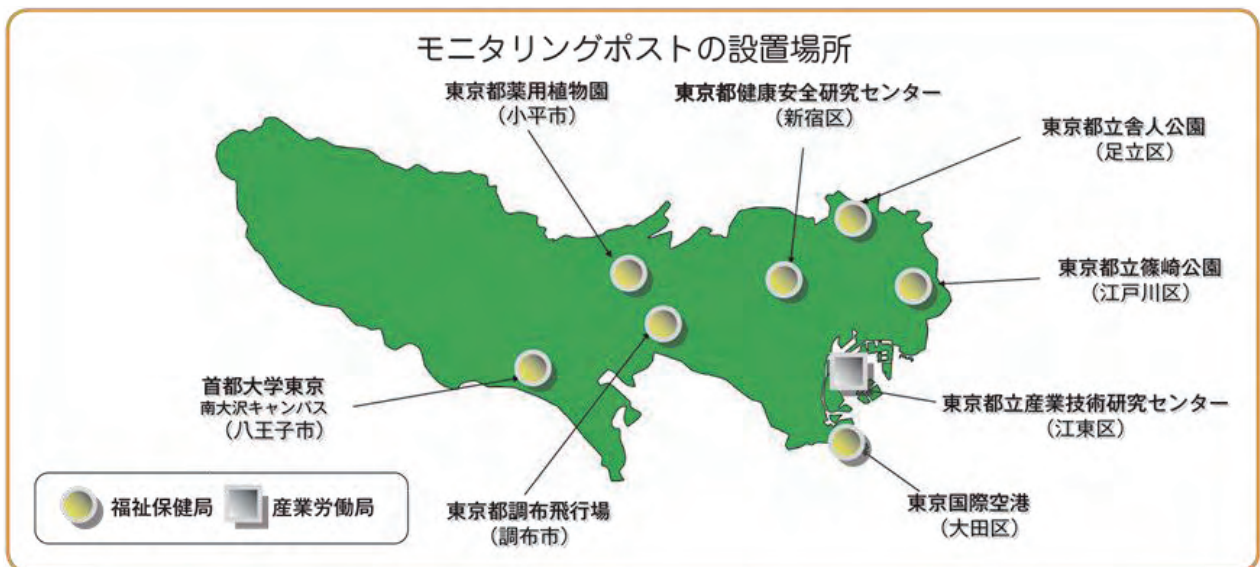 モニタリングポストの設置場所
東京都薬用植物園
(小平市)
東京都健康安全研究センター
(新宿区)
東京都立舎人公園
(足立区)
東京都立篠崎公園
(江戸川区)
首都大学東京
南大沢キャンパス
(八王子市)
東京都立産業技術研究センター
(江東区)
東京都調布飛行場
(調布市)
東京国際空港
(大田区)
福祉保健局 産業労働局